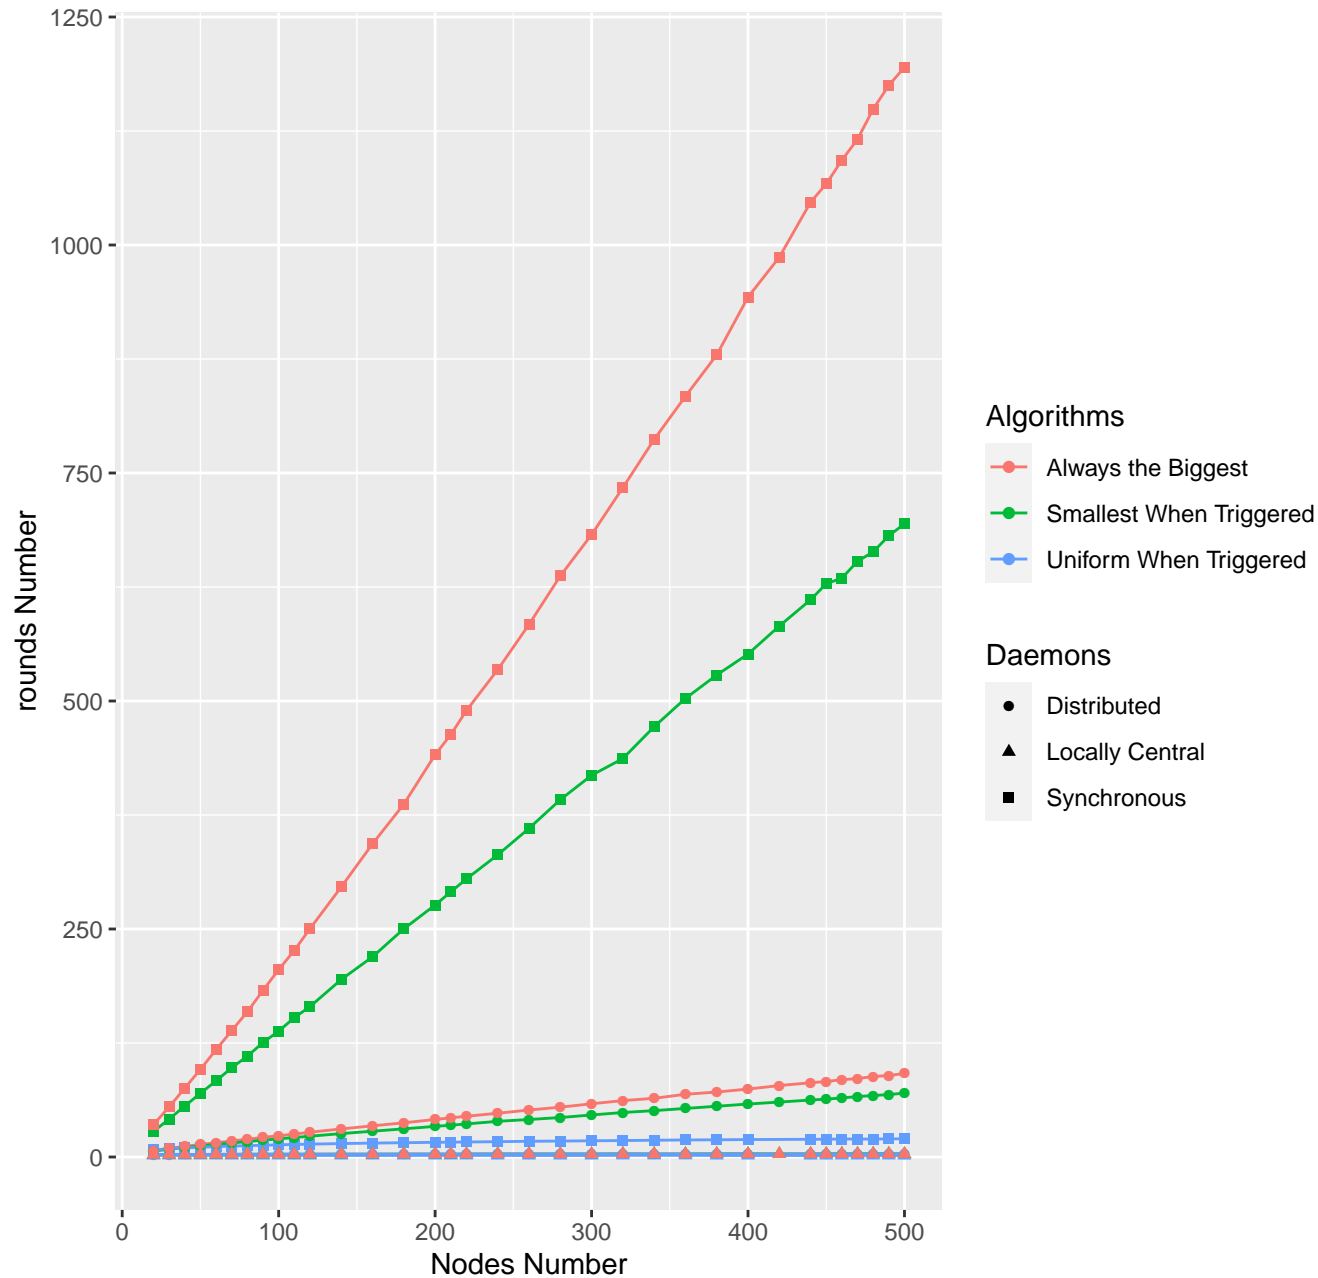 1250
1000
750
500
250
0
rounds Number
0 100 200 300 400 500
Nodes Number
Algorithms
Always the Biggest
Smallest When Triggered
Uniform When Triggered
Daemons
Distributed
Locally Central
Synchronous